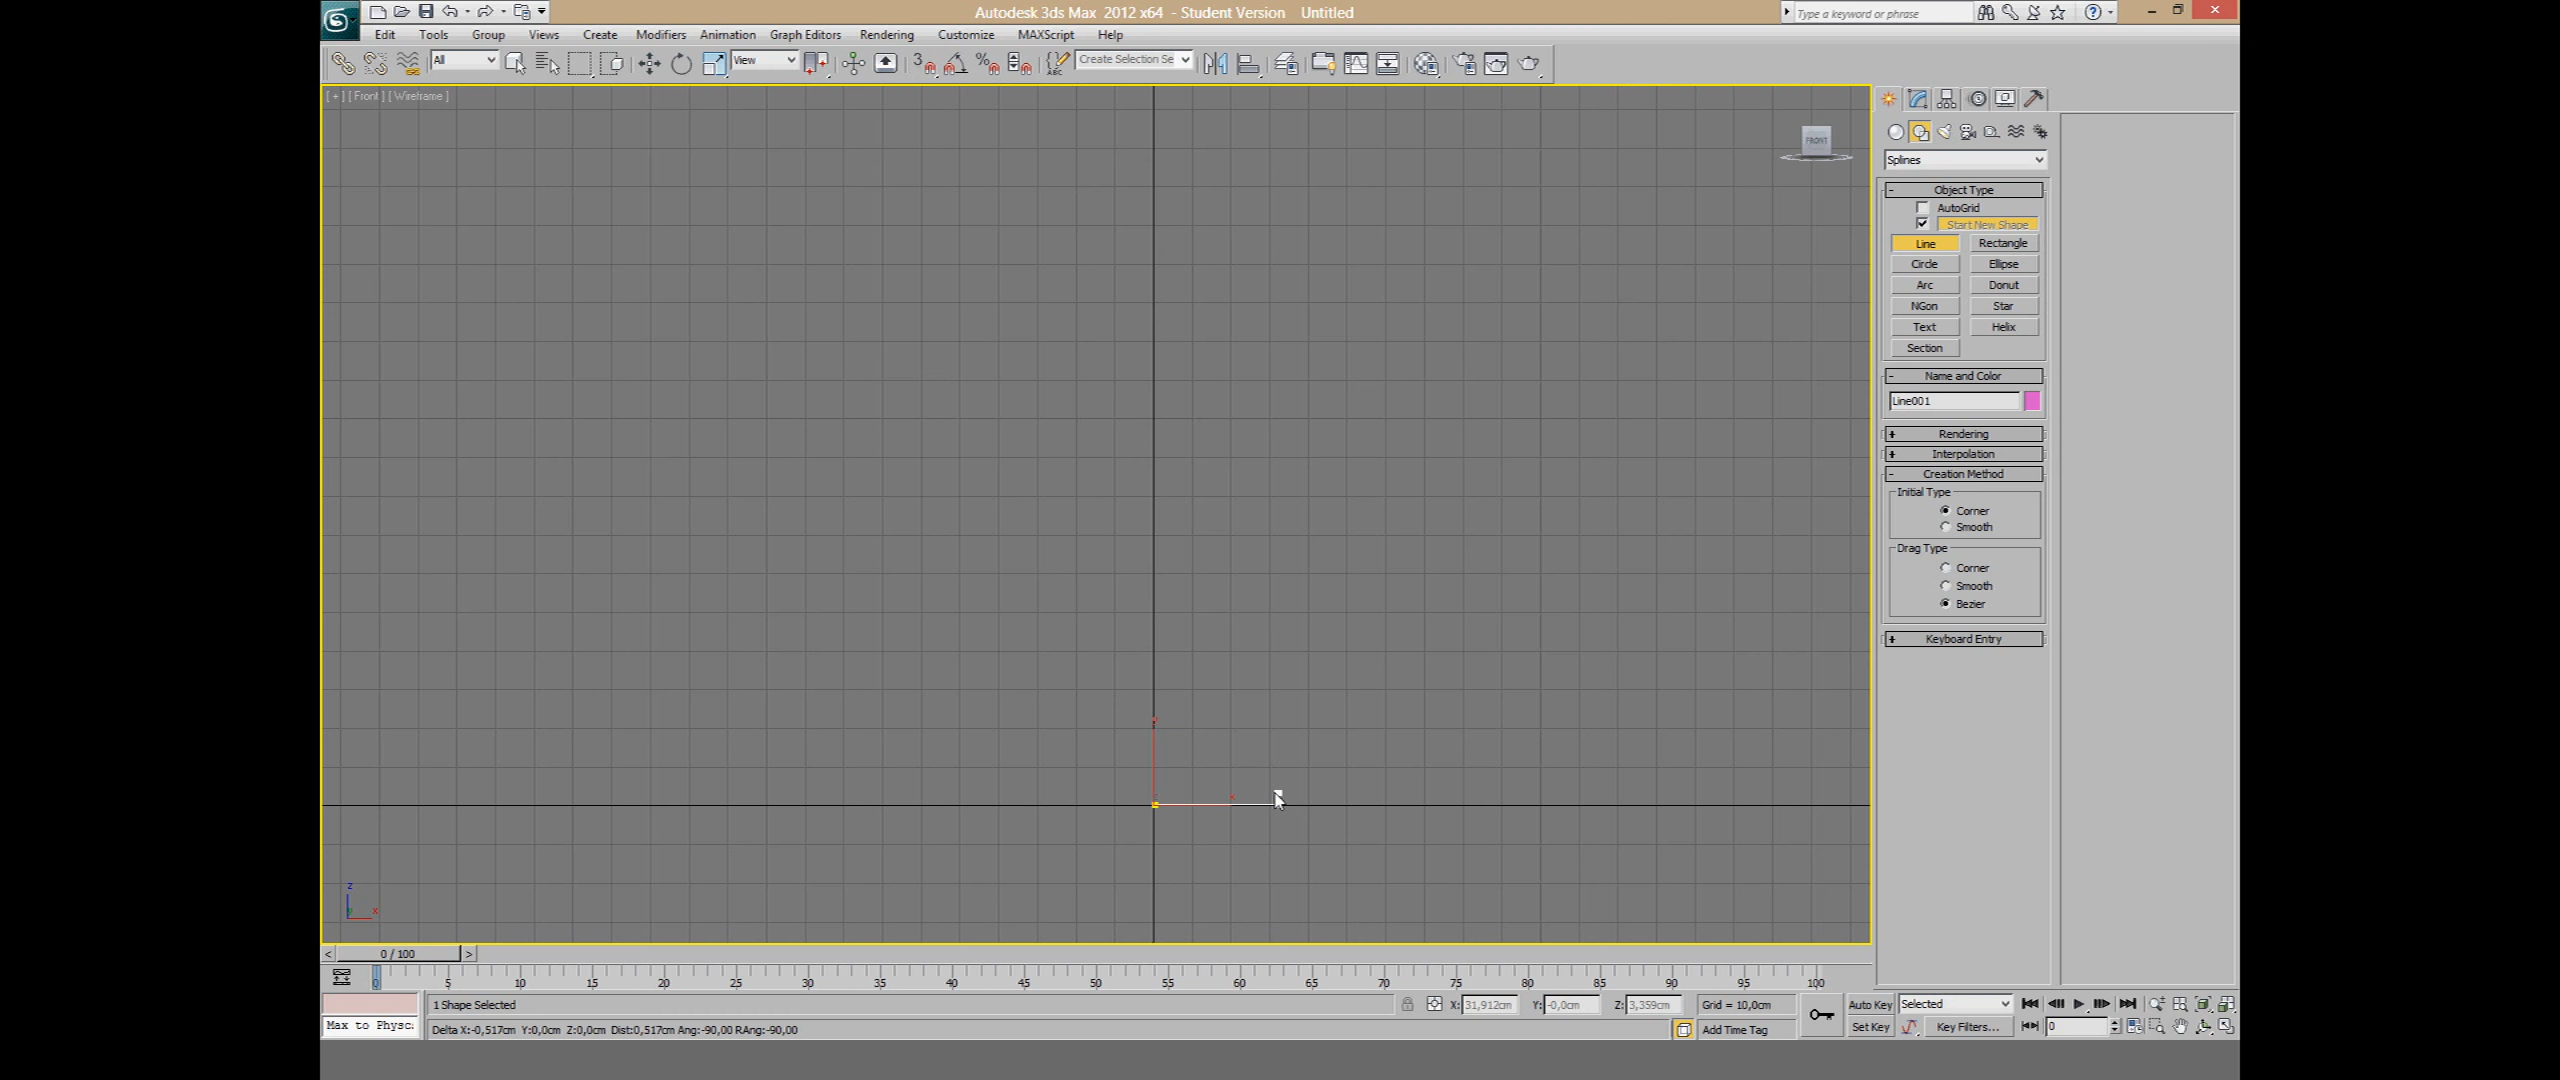 Autodesk 3ds Max 2012 x64 - Student Version Untitled
Type a keyword or phrase
Edit Tools Group Views Create Modifiers Animation Graph Editors Rendering Customize MAXScript Help
All View Create Selection Se
[ + ] [ Front ] [ Wireframe ]
FRONT
Splines
Object Type
AutoGrid
Start New Shape
Line Rectangle
Circle Ellipse
Arc Donut
NGon Star
Text Helix
Section
Name and Color
Line001
Rendering
Interpolation
Creation Method
Initial Type
Corner
Smooth
Drag Type
Corner
Smooth
Bezier
Keyboard Entry
z
x
0 / 100
0 5 10 15 20 25 30 35 40 45 50 55 60 65 70 75 80 85 90 95 100
1 Shape Selected X: 31,912cm Y: -0,0cm Z: 3,359cm Grid = 10,0cm Auto Key Selected
Max to Physc: Delta X:-0,517cm Y:0,0cm Z:0,0cm Dist:0,517cm Ang:-90,00 RAng:-90,00 Add Time Tag Set Key Key Filters... 0